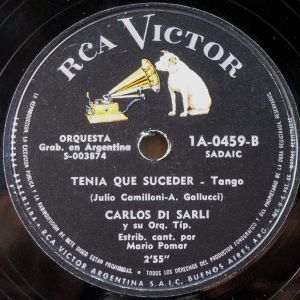 RCA VICTOR
ORQUESTA
Grab. en Argentina
S-003874
1A-0459-B
SADAIC
TENIA QUE SUCEDER - Tango
(Julio Camilloni-A. Gallucci)
CARLOS DI SARLI
y su Orq. Típ.
Estrib. cant. por
Mario Pomar
2'55"
RCA VICTOR ARGENTINA S.A.I.C. BUENOS AIRES